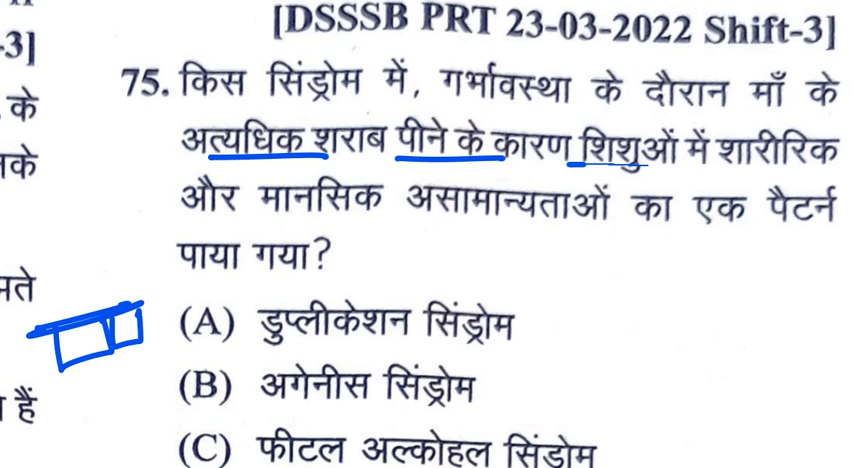 [DSSSB PRT 23-03-2022 Shift-3]
-3]
75. किस सिंड्रोम में, गर्भावस्था के दौरान माँ के
के
अत्यधिक शराब पीने के कारण शिशुओं में शारीरिक
और मानसिक असामान्यताओं का एक पैटर्न
पाया गया?
(A) डुप्लीकेशन सिंड्रोम
(B) अगेनीस सिंड्रोम
हैं
(C) फीटल अल्कोहल सिंड्रोम